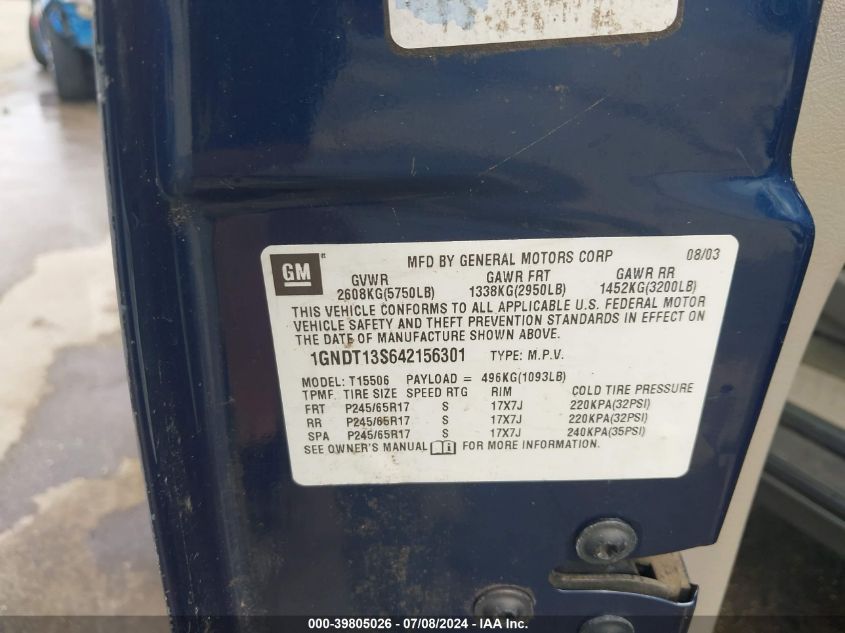 GM
MFD BY GENERAL MOTORS CORP 08/03
GVWR GAWR FRT GAWR RR
2608KG(5750LB) 1338KG(2950LB) 1452KG(3200LB)
THIS VEHICLE CONFORMS TO ALL APPLICABLE U.S. FEDERAL MOTOR
VEHICLE SAFETY AND THEFT PREVENTION STANDARDS IN EFFECT ON
THE DATE OF MANUFACTURE SHOWN ABOVE.
1GNDT13S642156301 TYPE: M.P.V.
MODEL: T15506 PAYLOAD = 496KG(1093LB)
TPMF. TIRE SIZE SPEED RTG RIM COLD TIRE PRESSURE
FRT P245/65R17 S 17X7J 220KPA(32PSI)
RR P245/65R17 S 17X7J 220KPA(32PSI)
SPA P245/65R17 S 17X7J 240KPA(35PSI)
SEE OWNER'S MANUAL FOR MORE INFORMATION.
000-39805026 - 07/08/2024 - IAA Inc.